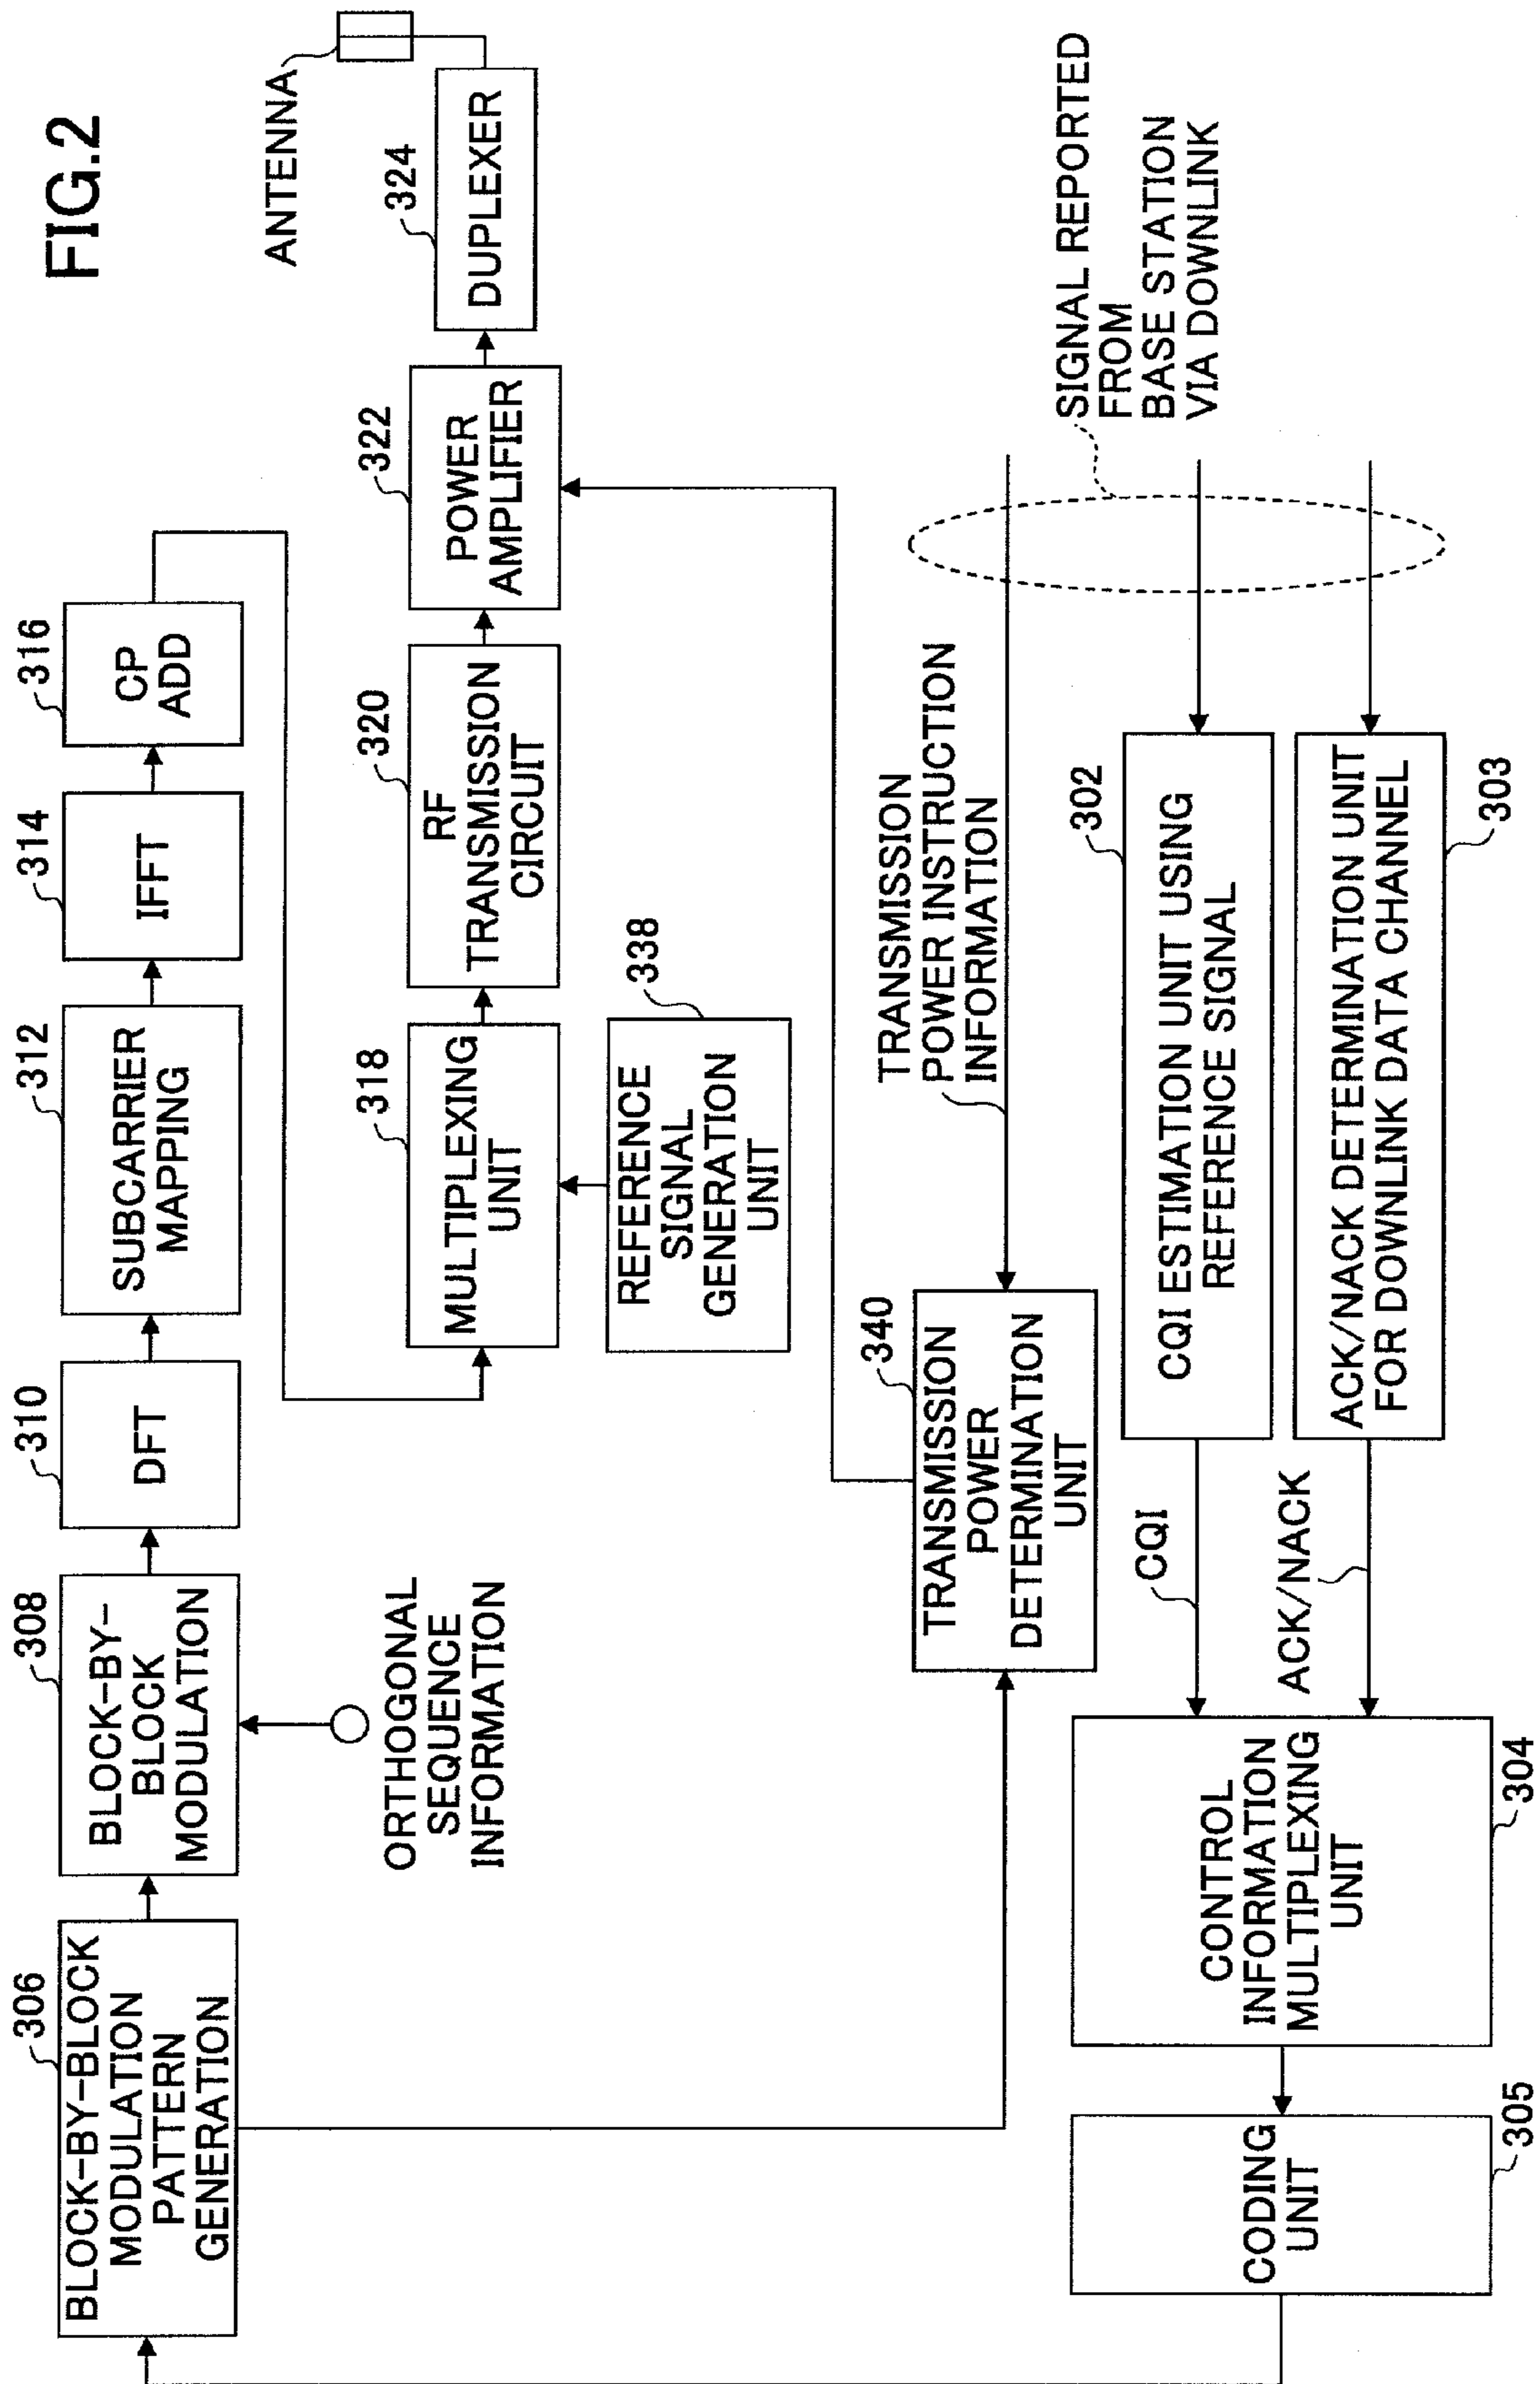 FIG.2
306
BLOCK-BY-BLOCK
MODULATION
PATTERN
GENERATION
308
BLOCK-BY-
BLOCK
MODULATION
310
DFT
312
SUBCARRIER
MAPPING
314
IFFT
316
CP
ADD
ORTHOGONAL
SEQUENCE
INFORMATION
318
MULTIPLEXING
UNIT
320
RF
TRANSMISSION
CIRCUIT
322
POWER
AMPLIFIER
324
DUPLEXER
ANTENNA
338
REFERENCE
SIGNAL
GENERATION
UNIT
340
TRANSMISSION
POWER
DETERMINATION
UNIT
TRANSMISSION
POWER INSTRUCTION
INFORMATION
SIGNAL REPORTED
FROM
BASE STATION
VIA DOWNLINK
CODING
UNIT
305
CONTROL
INFORMATION
MULTIPLEXING
UNIT
304
CQI
ACK/NACK
302
CQI ESTIMATION UNIT USING
REFERENCE SIGNAL
ACK/NACK DETERMINATION UNIT
FOR DOWNLINK DATA CHANNEL
303